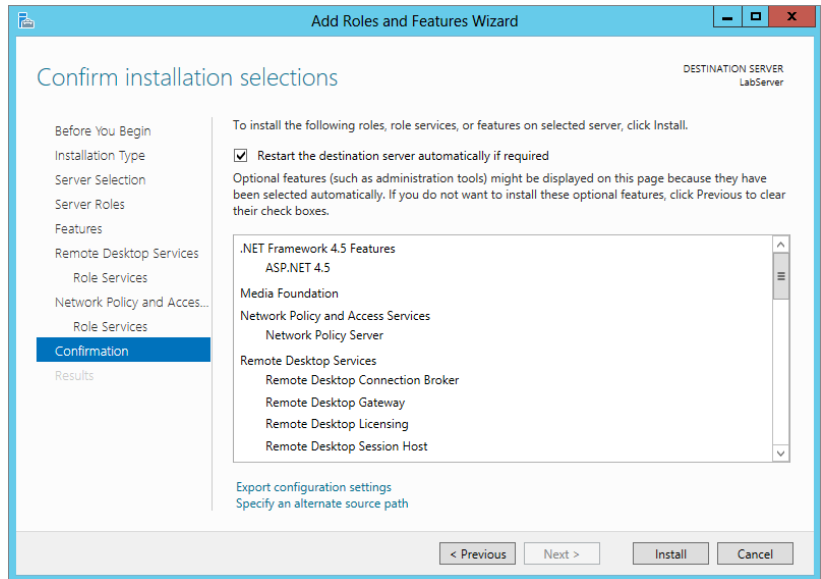 Add Roles and Features Wizard
Confirm installation selections
DESTINATION SERVER
LabServer
Before You Begin
Installation Type
Server Selection
Server Roles
Features
Remote Desktop Services
Role Services
Network Policy and Acces...
Role Services
Confirmation
Results
To install the following roles, role services, or features on selected server, click Install.
Restart the destination server automatically if required
Optional features (such as administration tools) might be displayed on this page because they have
been selected automatically. If you do not want to install these optional features, click Previous to clear
their check boxes.
.NET Framework 4.5 Features
ASP.NET 4.5
Media Foundation
Network Policy and Access Services
Network Policy Server
Remote Desktop Services
Remote Desktop Connection Broker
Remote Desktop Gateway
Remote Desktop Licensing
Remote Desktop Session Host
Export configuration settings
Specify an alternate source path
< Previous
Next >
Install
Cancel